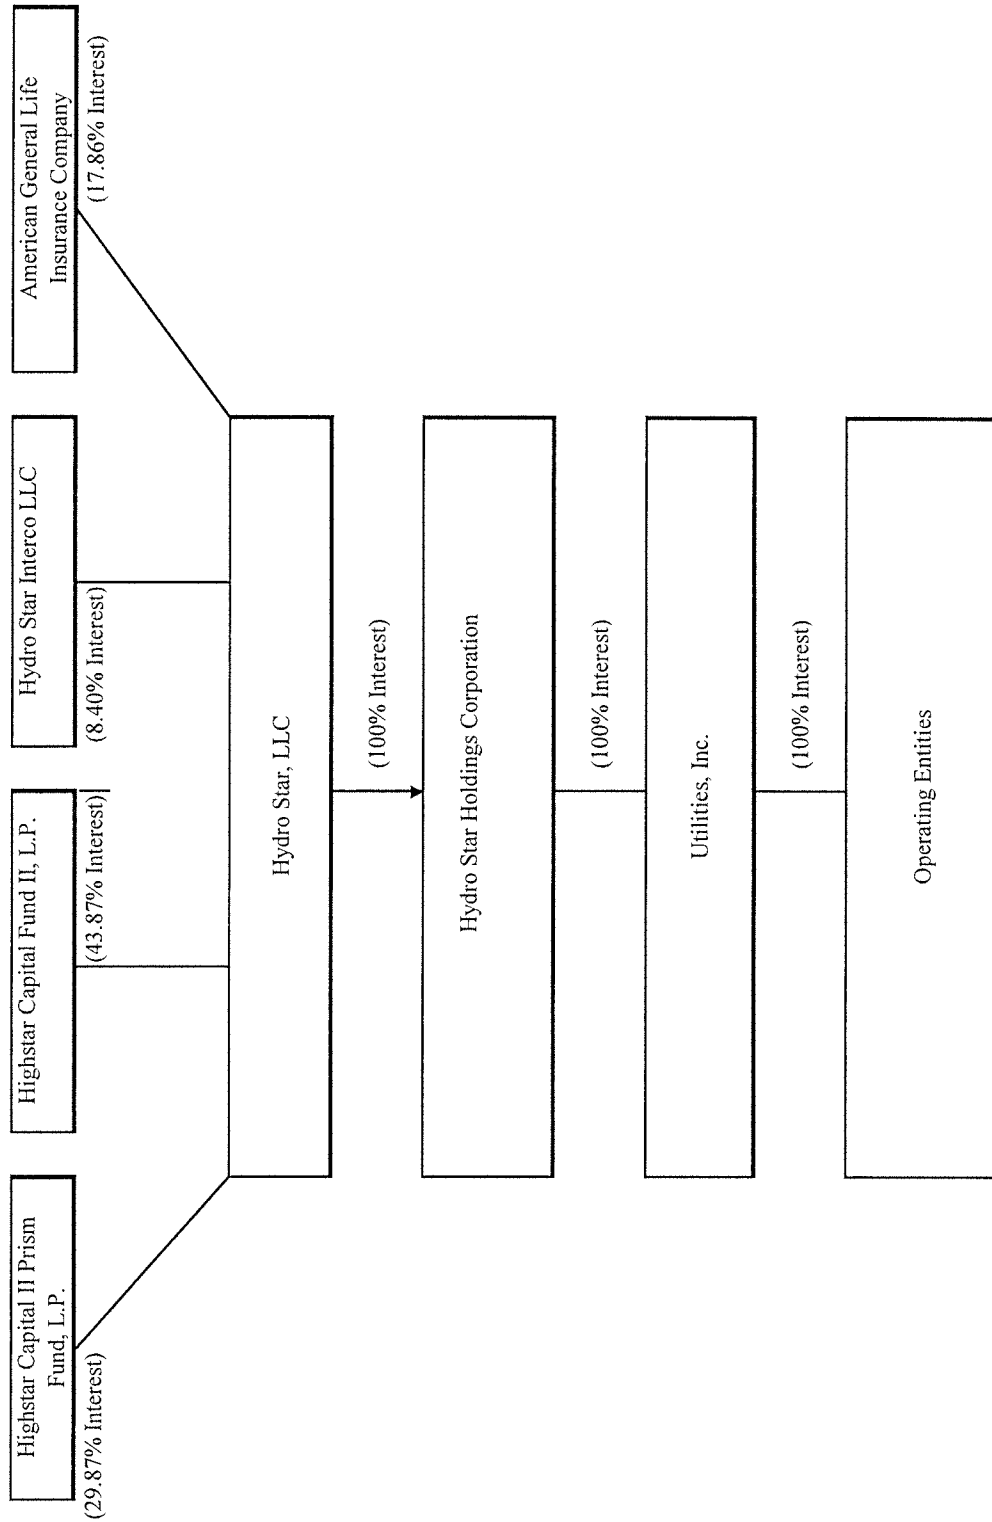 Highstar Capital II Prism
Fund, L.P.
(29.87% Interest)
Highstar Capital Fund II, L.P.
(43.87% Interest)
Hydro Star Interco LLC
(8.40% Interest)
American General Life
Insurance Company
(17.86% Interest)
Hydro Star, LLC
(100% Interest)
Hydro Star Holdings Corporation
(100% Interest)
Utilities, Inc.
(100% Interest)
Operating Entities